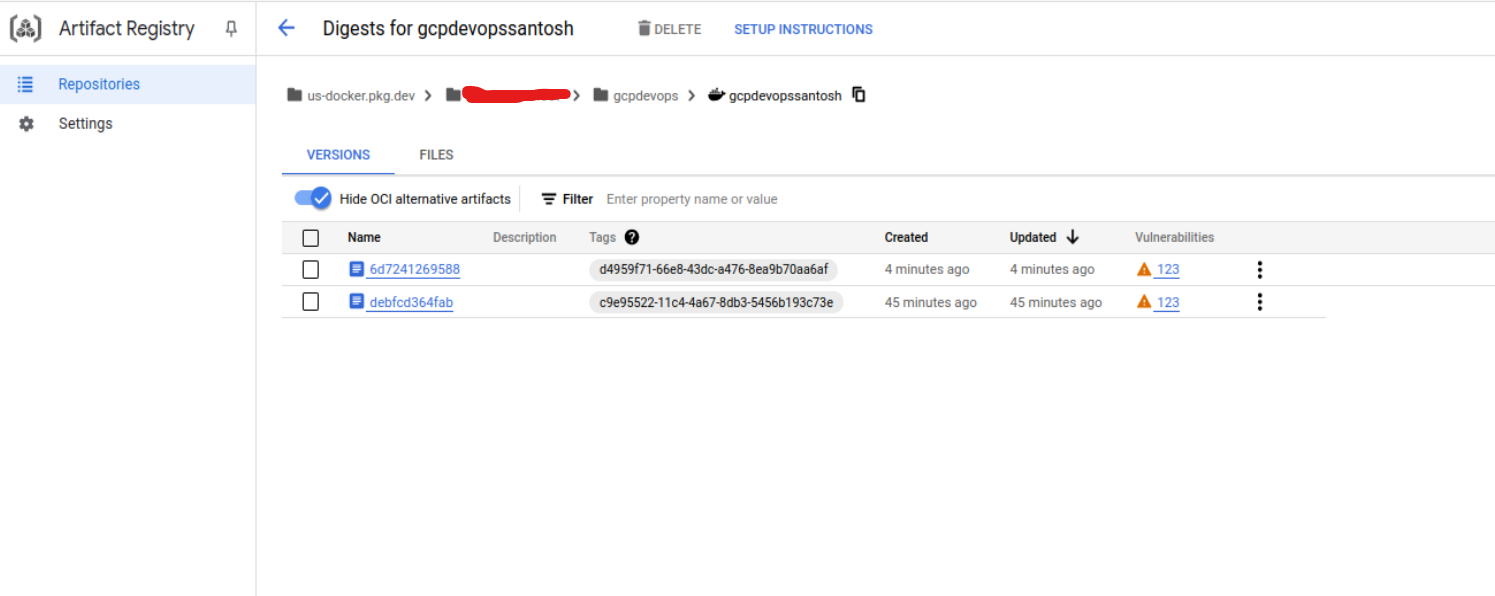 Artifact Registry
Digests for gcpdevopssantosh
DELETE
SETUP INSTRUCTIONS
Repositories
Settings
us-docker.pkg.dev
gcpdevops
gcpdevopssantosh
VERSIONS
FILES
Hide OCI alternative artifacts
Filter
Enter property name or value
Name Description Tags Created Updated Vulnerabilities
6d7241269588 d4959f71-66e8-43dc-a476-8ea9b70aa6af 4 minutes ago 4 minutes ago 123
debfcd364fab c9e95522-11c4-4a67-8db3-5456b193c73e 45 minutes ago 45 minutes ago 123